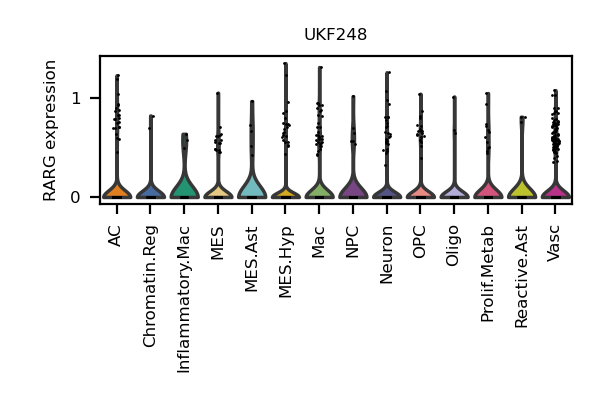 UKF248
RARG expression
1
0
AC
Chromatin.Reg
Inflammatory.Mac
MES
MES.Ast
MES.Hyp
Mac
NPC
Neuron
OPC
Oligo
Prolif.Metab
Reactive.Ast
Vasc